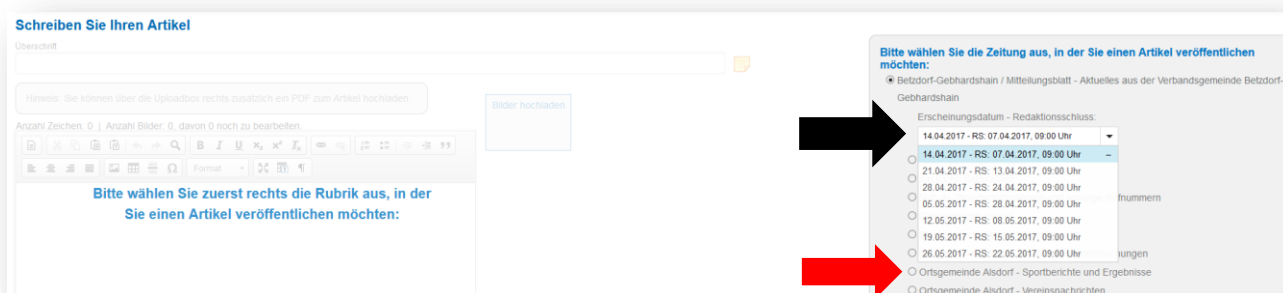 Schreiben Sie Ihren Artikel
Überschrift
Hinweis: Sie können über die Uploadbox rechts zusätzlich ein PDF zum Artikel hochladen.
Bilder hochladen
Anzahl Zeichen: 0 | Anzahl Bilder: 0, davon 0 noch zu bearbeiten.
B I U x₂ x² Iₓ
Format
Bitte wählen Sie zuerst rechts die Rubrik aus, in der
Sie einen Artikel veröffentlichen möchten:
Bitte wählen Sie die Zeitung aus, in der Sie einen Artikel veröffentlichen
möchten:
Betzdorf-Gebhardshain / Mitteilungsblatt - Aktuelles aus der Verbandsgemeinde Betzdorf-
Gebhardshain
Erscheinungsdatum - Redaktionsschluss:
14.04.2017 - RS: 07.04.2017, 09:00 Uhr
14.04.2017 - RS: 07.04.2017, 09:00 Uhr
21.04.2017 - RS: 13.04.2017, 09:00 Uhr
28.04.2017 - RS: 24.04.2017, 09:00 Uhr
05.05.2017 - RS: 28.04.2017, 09:00 Uhr
fnummern
12.05.2017 - RS: 08.05.2017, 09:00 Uhr
19.05.2017 - RS: 15.05.2017, 09:00 Uhr
26.05.2017 - RS: 22.05.2017, 09:00 Uhr
ungen
Ortsgemeinde Alsdorf - Sportberichte und Ergebnisse
Ortsgemeinde Alsdorf - Vereinsnachrichten